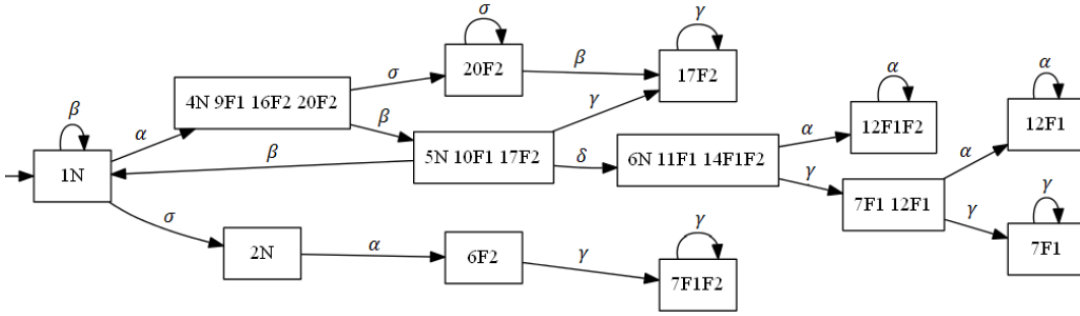 σ
γ
20F2
β
17F2
α
α
σ
γ
4N 9F1 16F2 20F2
12F1F2
12F1
β
β
α
α
α
β
5N 10F1 17F2
δ
6N 11F1 14F1F2
1N
γ
7F1 12F1
γ
γ
7F1
σ
2N
α
6F2
γ
γ
7F1F2